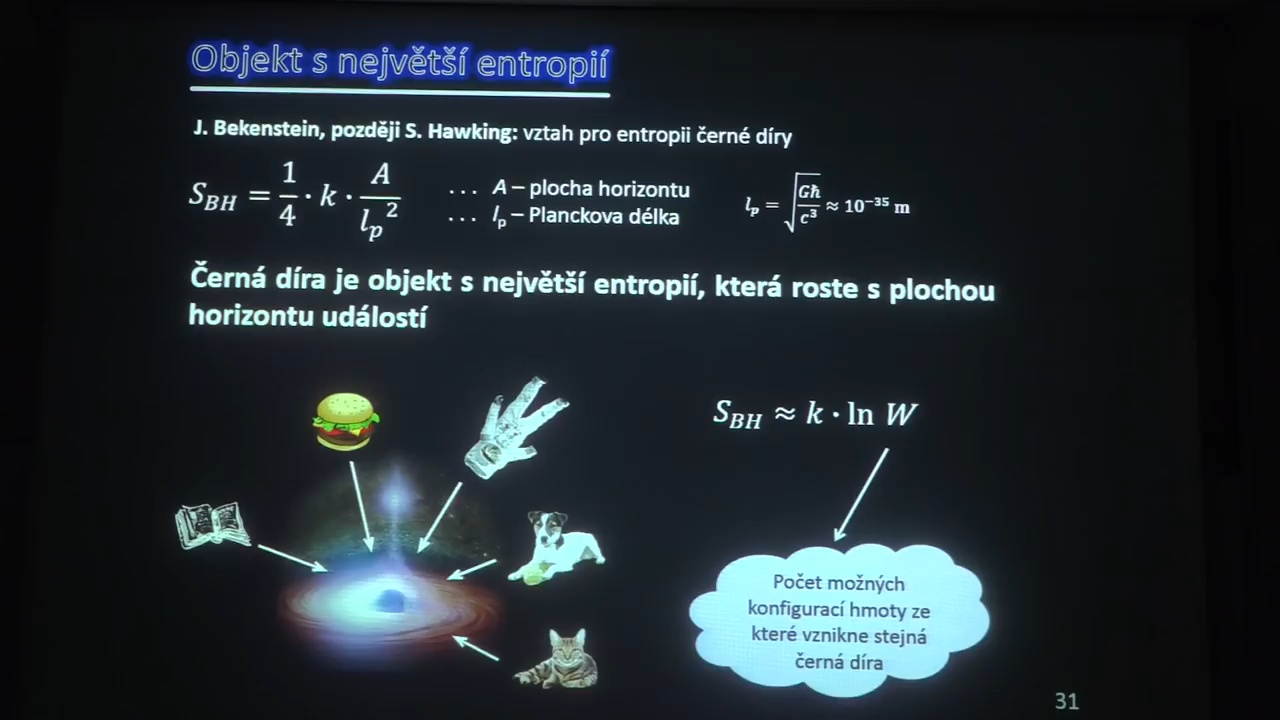 Objekt s největší entropií
J. Bekenstein, později S. Hawking: vztah pro entropii černé díry
S_BH = 1/4 · k · A/l_p²
... A – plocha horizontu
... l_p – Planckova délka
l_p = √(Għ/c³) ≈ 10⁻³⁵ m
Černá díra je objekt s největší entropií, která roste s plochou
horizontu událostí
S_BH ≈ k · ln W
Počet možných
konfigurací hmoty ze
které vznikne stejná
černá díra
31